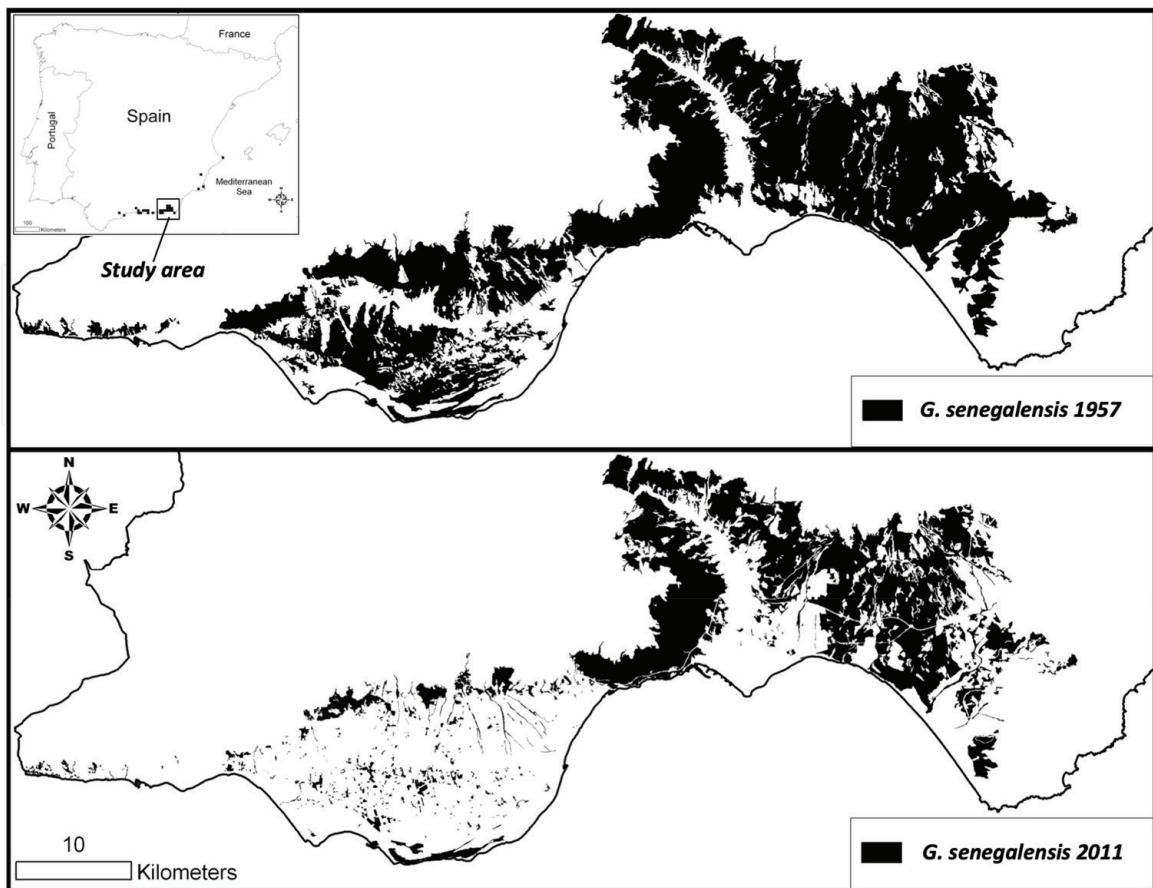 France
Portugal
Spain
Mediterranean
Sea
100
Kilometers
Study area
G. senegalensis 1957
N
W E
S
10
Kilometers
G. senegalensis 2011